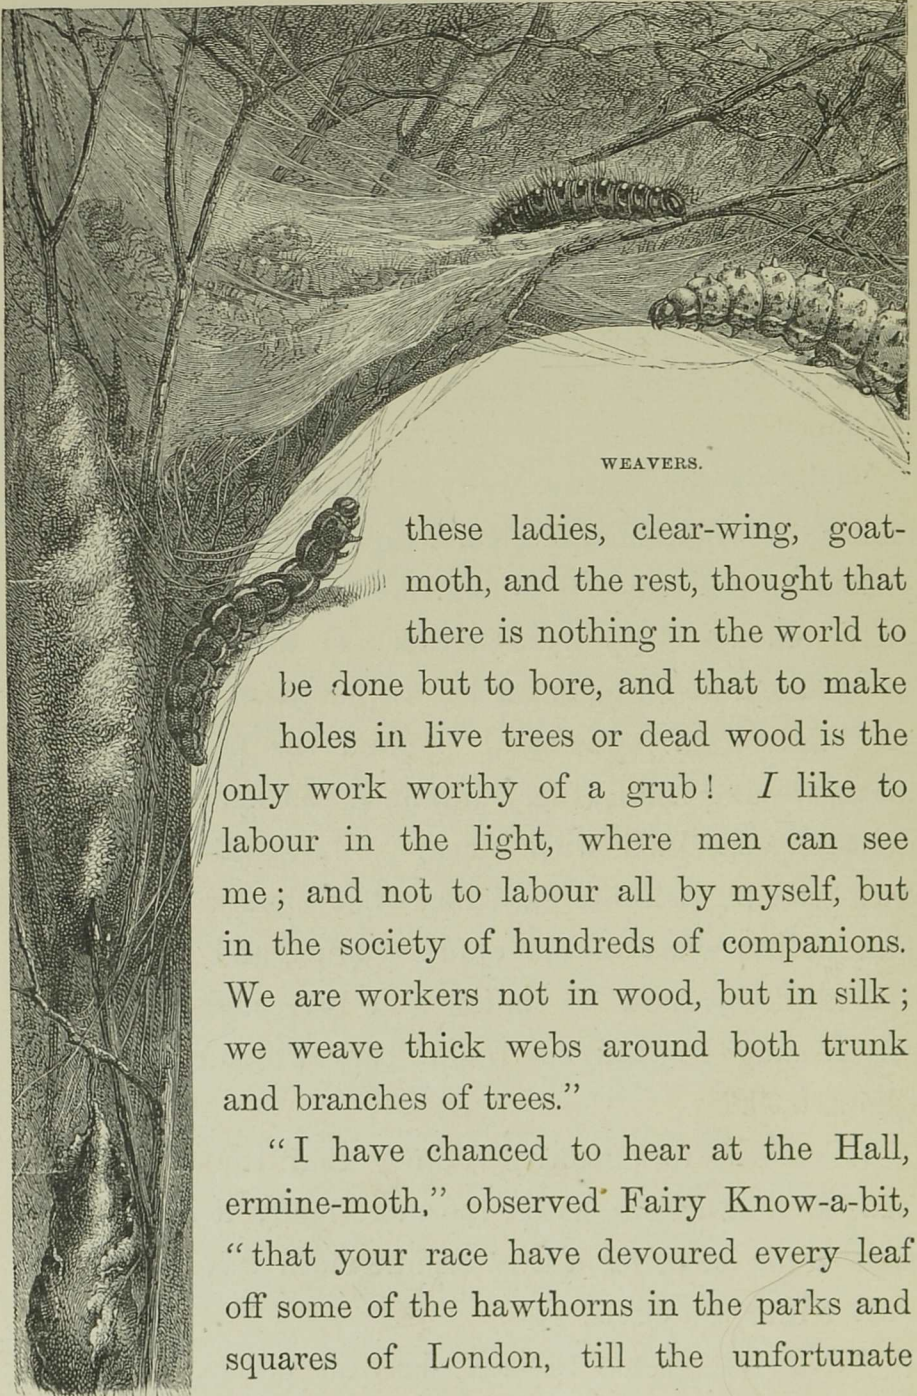 WEAVERS.
these ladies, clear-wing, goat-
moth, and the rest, thought that
there is nothing in the world to
be done but to bore, and that to make
holes in live trees or dead wood is the
only work worthy of a grub! I like to
labour in the light, where men can see
me; and not to labour all by myself, but
in the society of hundreds of companions.
We are workers not in wood, but in silk;
we weave thick webs around both trunk
and branches of trees.”
“I have chanced to hear at the Hall,
ermine-moth,” observed Fairy Know-a-bit,
“that your race have devoured every leaf
off some of the hawthorns in the parks and
squares of London, till the unfortunate